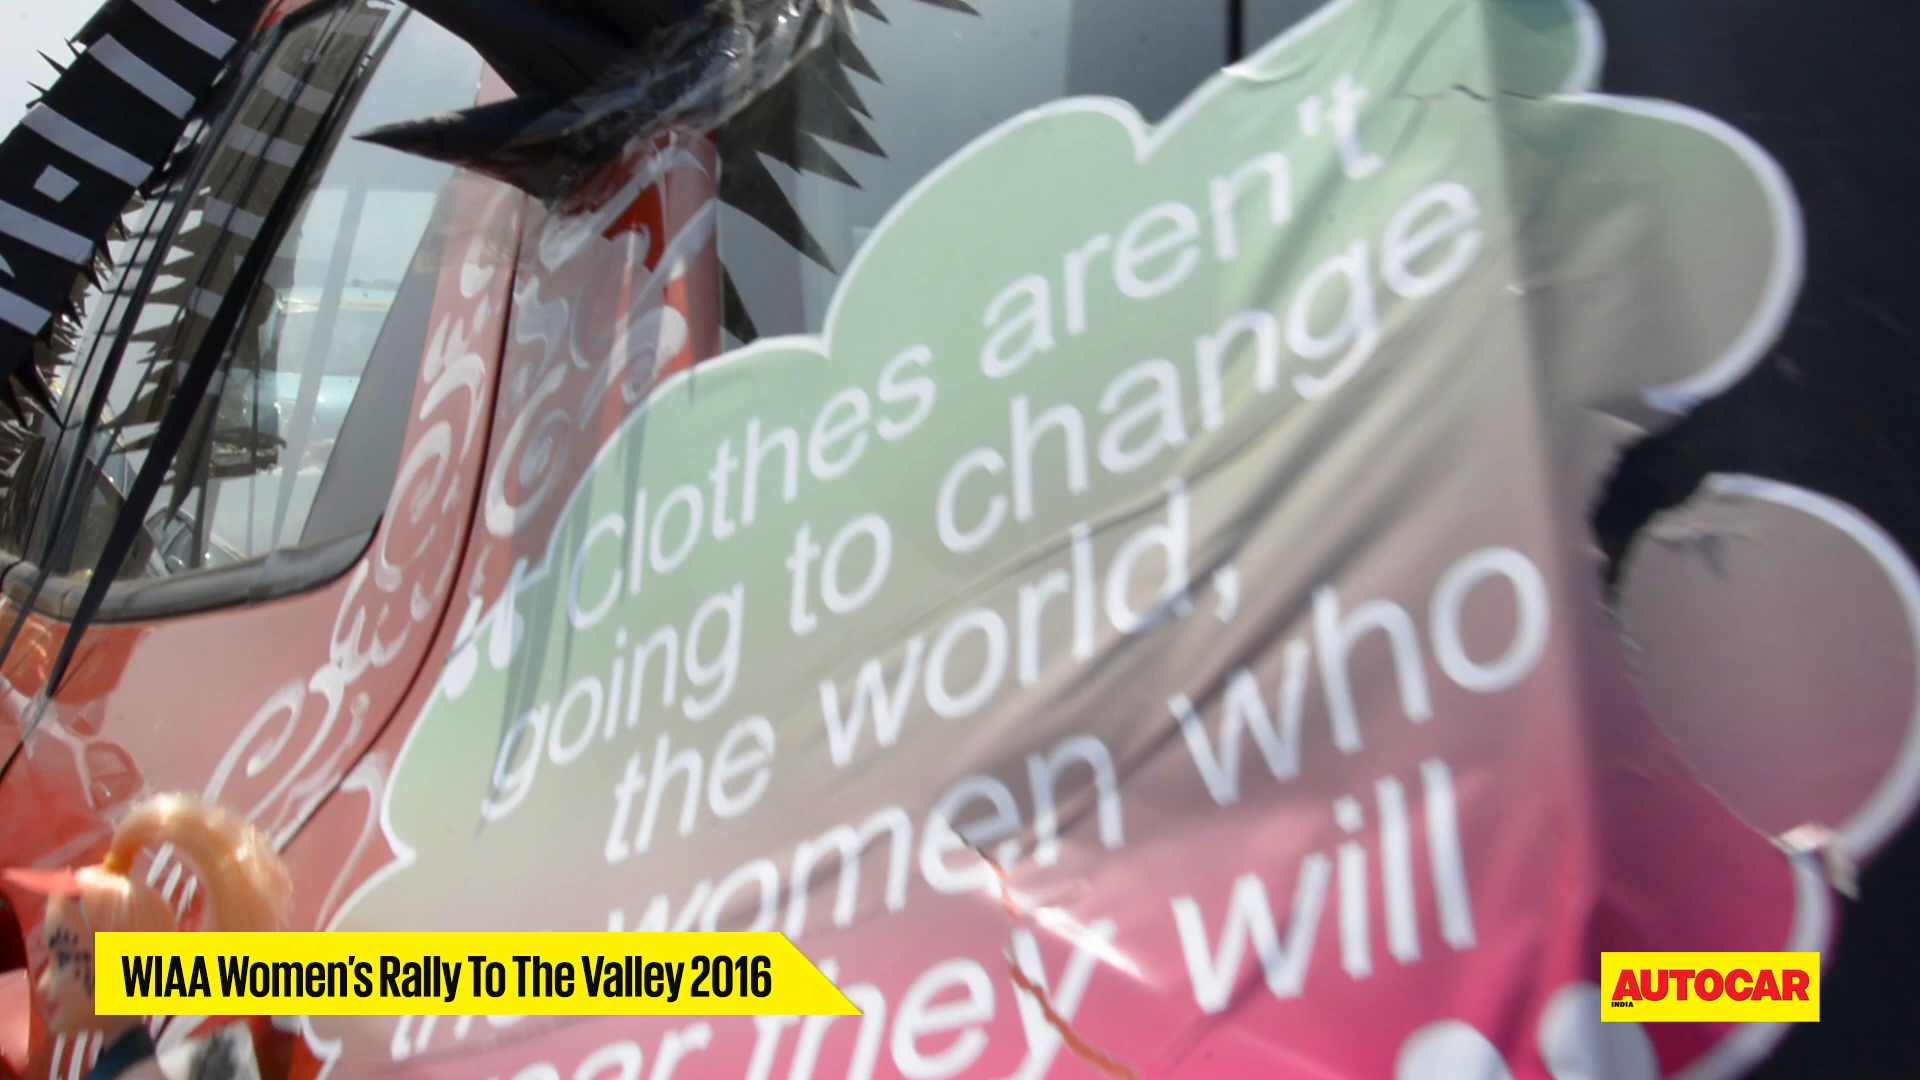 “Clothes aren't
going to change
the world,
women who
they will
WIAA Women's Rally To The Valley 2016
AUTOCAR
INDIA